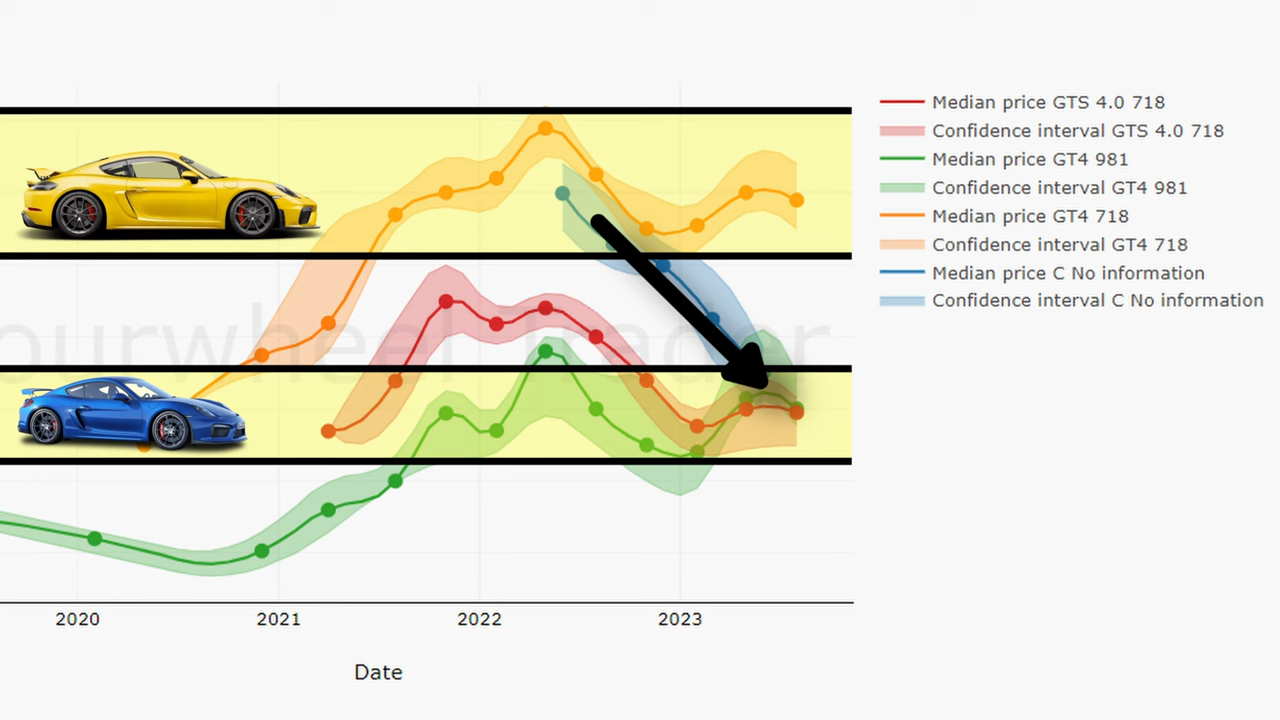 Median price GTS 4.0 718
Confidence interval GTS 4.0 718
Median price GT4 981
Confidence interval GT4 981
Median price GT4 718
Confidence interval GT4 718
Median price C No information
Confidence interval C No information
ourwheel Trader
2020 2021 2022 2023
Date